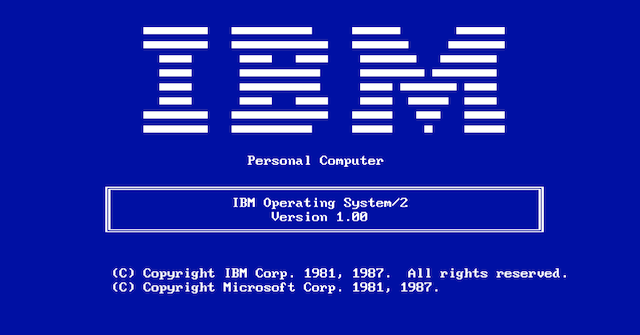 IBM
Personal Computer
IBM Operating System/2
Version 1.00
(C) Copyright IBM Corp. 1981, 1987.  All rights reserved.
(C) Copyright Microsoft Corp. 1981, 1987.